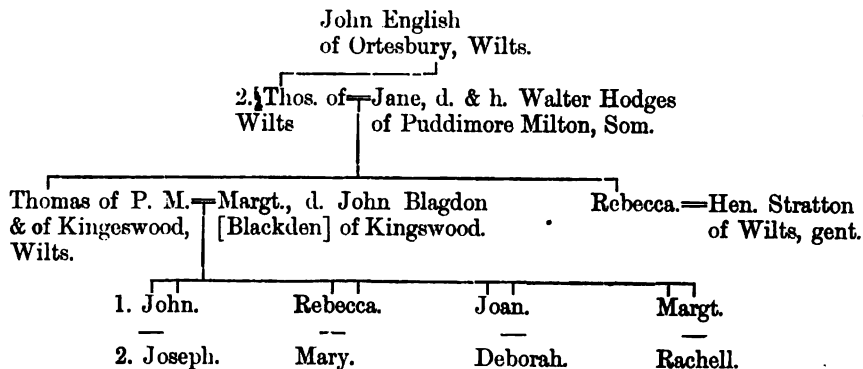 John English
of Ortesbury, Wilts.
2. Thos. of Jane, d. & h. Walter Hodges
Wilts of Puddimore Milton, Som.
Thomas of P. M. Margt., d. John Blagdon Rebecca. Hen. Stratton
& of Kingeswood, [Blackden] of Kingswood. of Wilts, gent.
Wilts.
1. John. Rebecca. Joan. Margt.
2. Joseph. Mary. Deborah. Rachell.